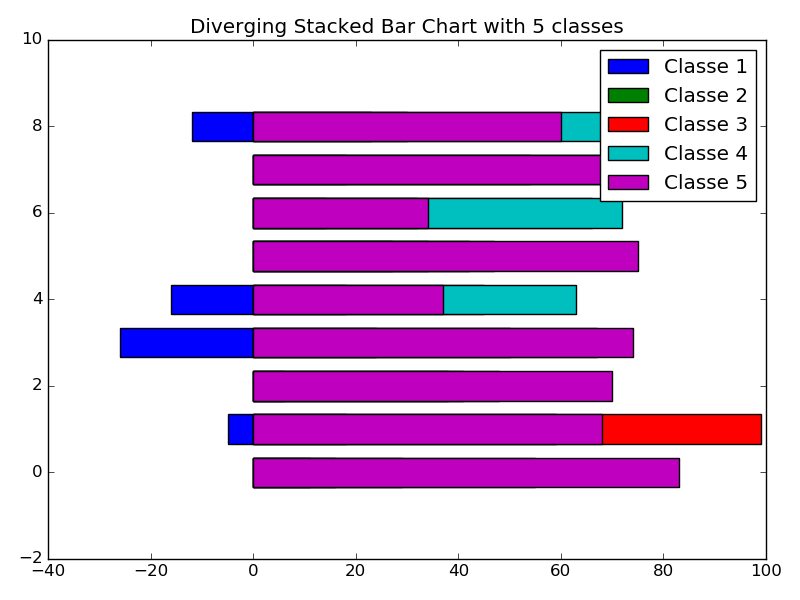 Diverging Stacked Bar Chart with 5 classes
10
8
6
4
2
0
−2
−40 −20 0 20 40 60 80 100
Classe 1
Classe 2
Classe 3
Classe 4
Classe 5